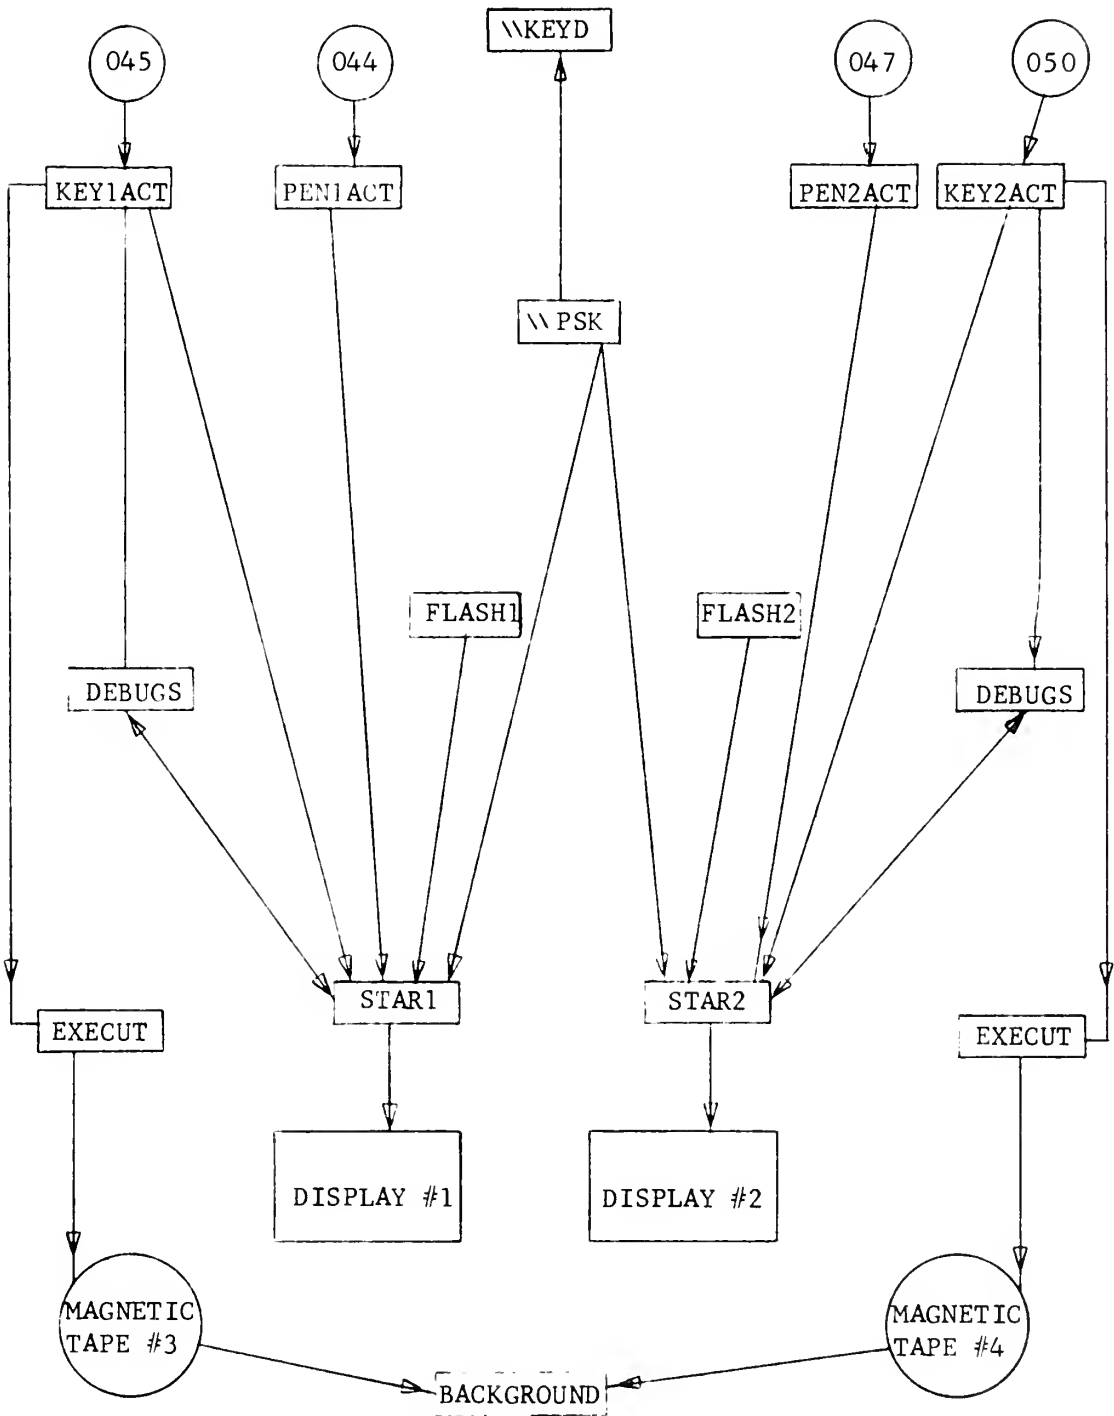 \\KEYD
045
044
047
050
KEY1ACT
PEN1ACT
PEN2ACT
KEY2ACT
\\PSK
FLASH1
FLASH2
DEBUGS
DEBUGS
STAR1
STAR2
EXECUT
EXECUT
DISPLAY #1
DISPLAY #2
MAGNETIC
TAPE #3
MAGNETIC
TAPE #4
BACKGROUND